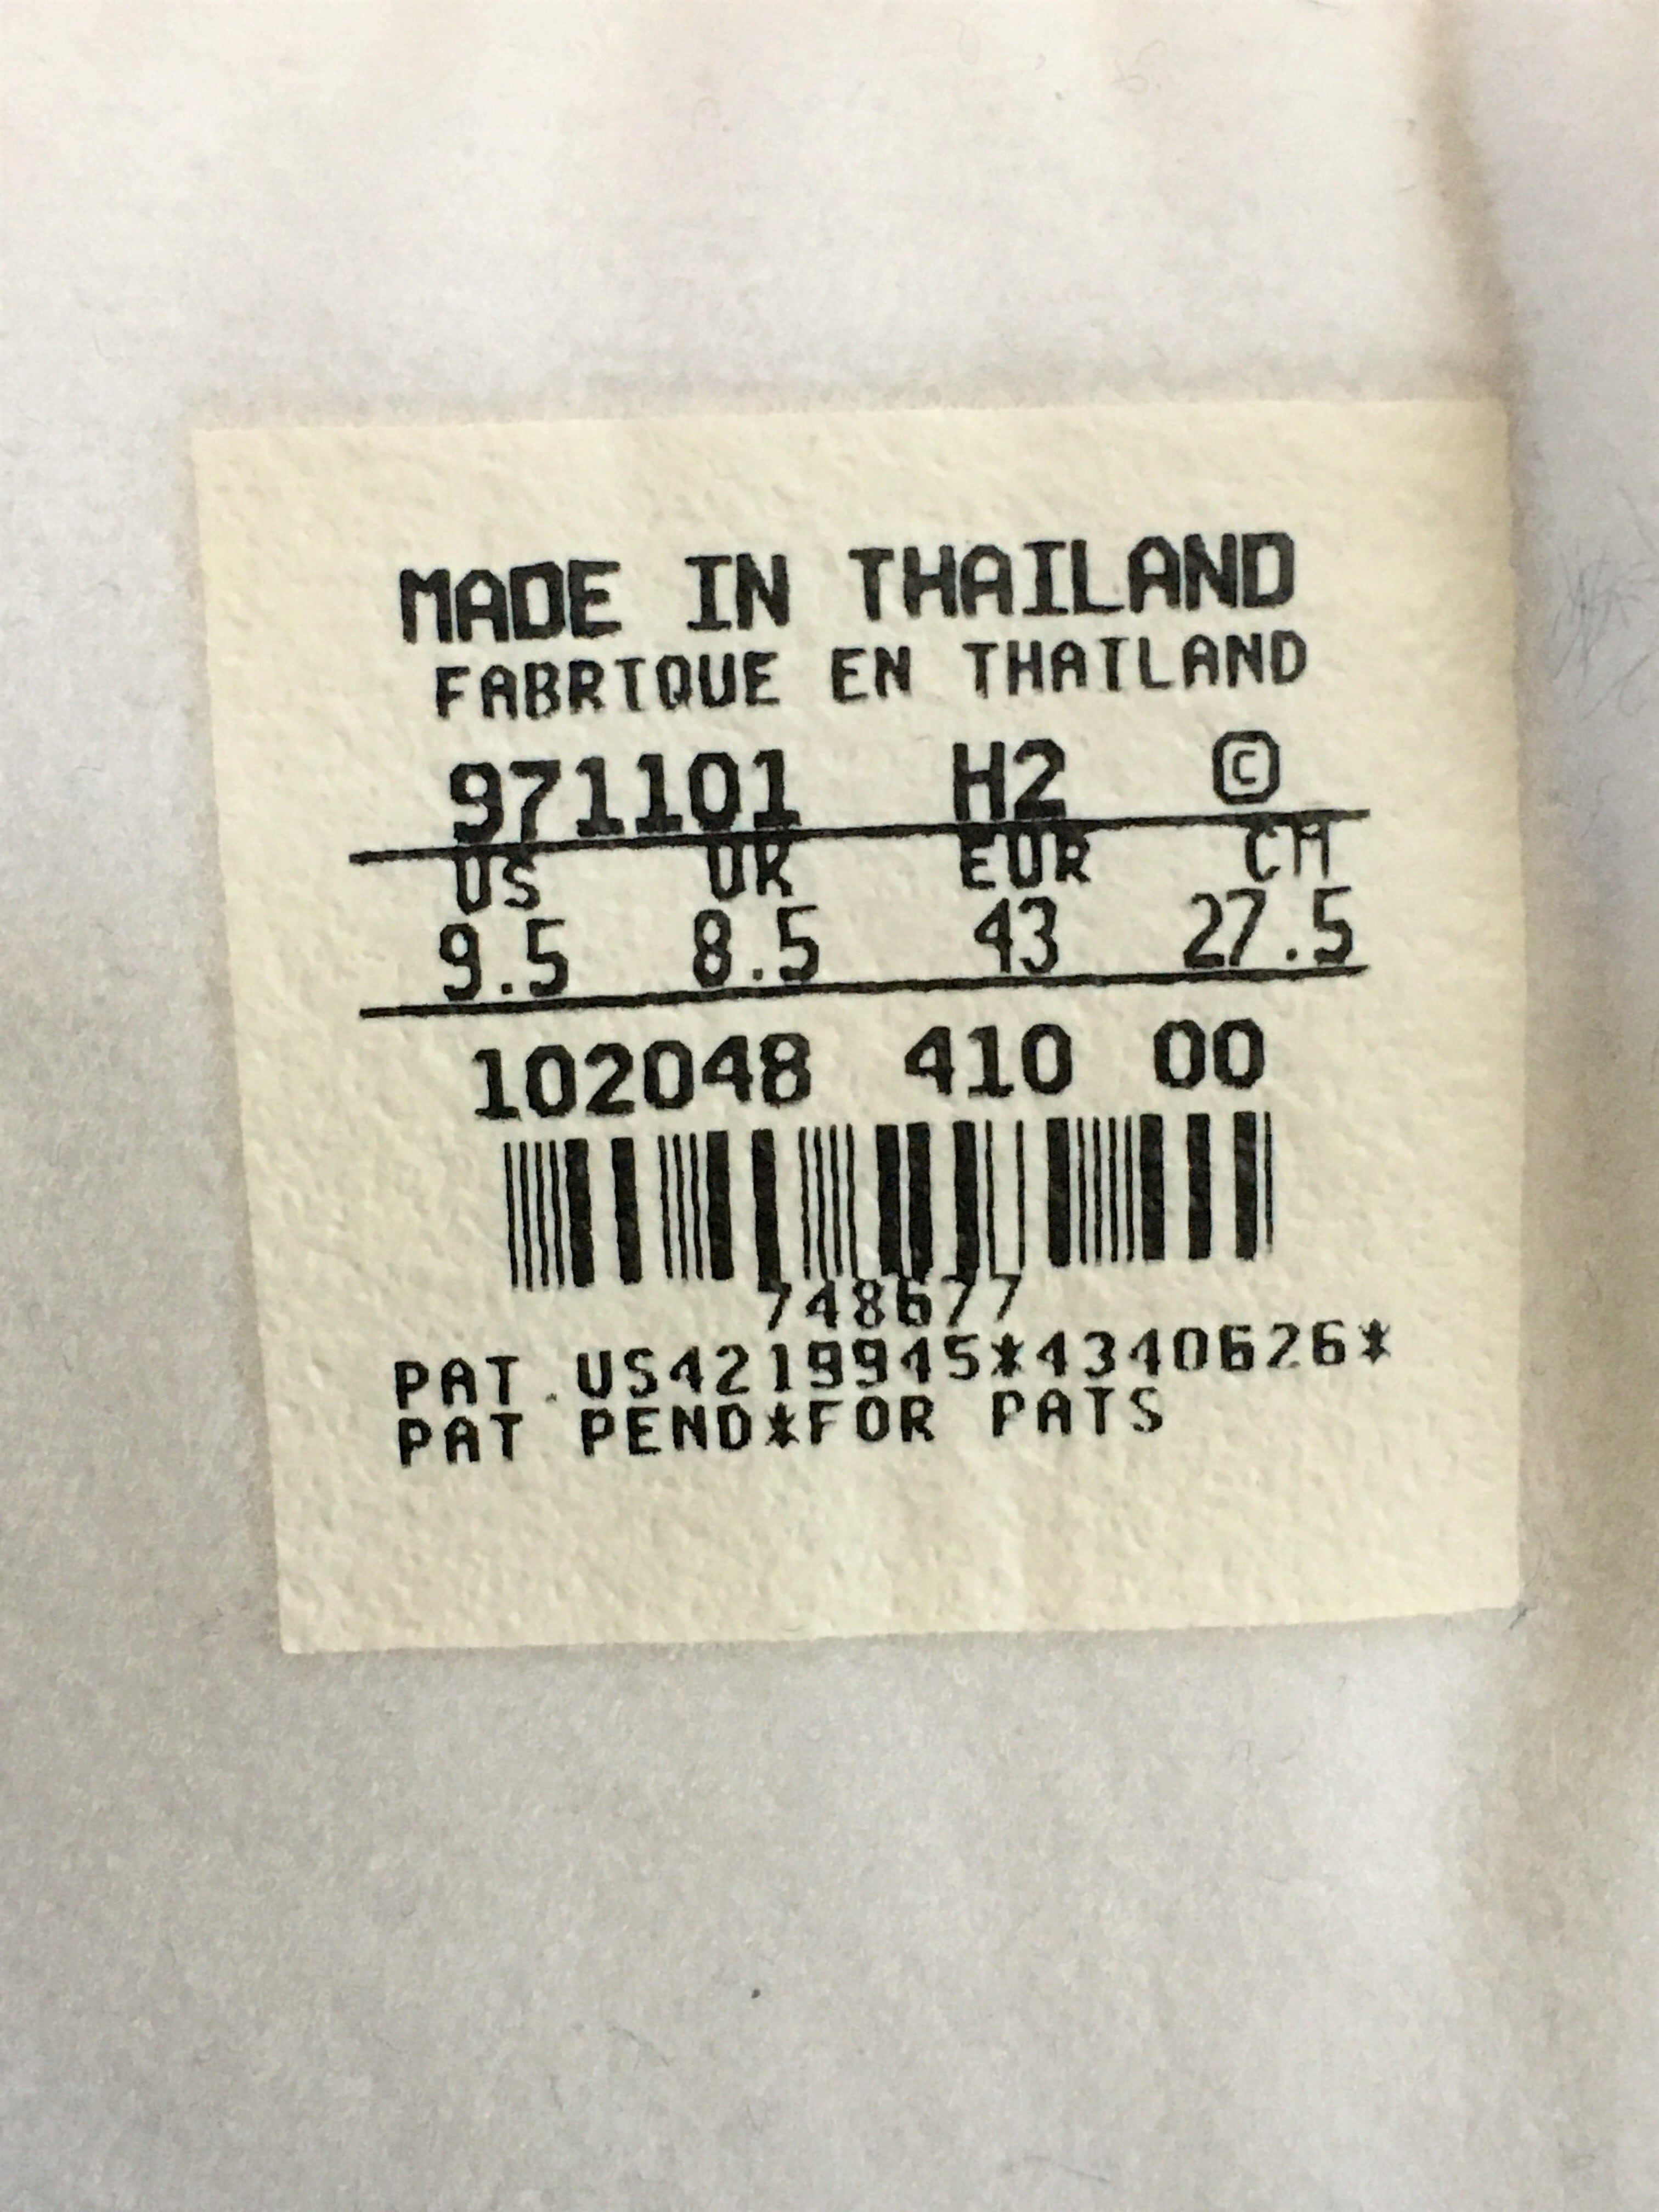 MADE IN THAILAND
FABRIQUE EN THAILAND
971101 H2 ©
US UK EUR CM
9.5 8.5 43 27.5
102048 410 00
748677
PAT.US4219945*4340626*
PAT PEND*FOR PATS